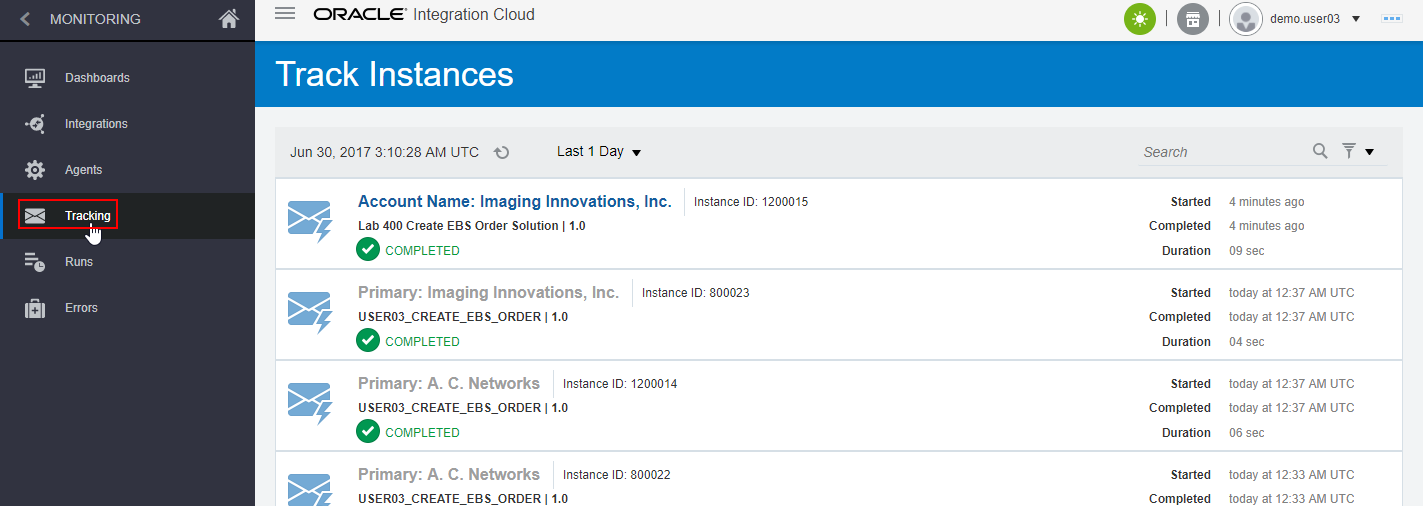 MONITORING
Dashboards
Integrations
Agents
Tracking
Runs
Errors
ORACLE® Integration Cloud
demo.user03
Track Instances
Jun 30, 2017 3:10:28 AM UTC Last 1 Day Search
Account Name: Imaging Innovations, Inc. Instance ID: 1200015 Started 4 minutes ago
Lab 400 Create EBS Order Solution | 1.0 Completed 4 minutes ago
COMPLETED Duration 09 sec
Primary: Imaging Innovations, Inc. Instance ID: 800023 Started today at 12:37 AM UTC
USER03_CREATE_EBS_ORDER | 1.0 Completed today at 12:37 AM UTC
COMPLETED Duration 04 sec
Primary: A. C. Networks Instance ID: 1200014 Started today at 12:37 AM UTC
USER03_CREATE_EBS_ORDER | 1.0 Completed today at 12:37 AM UTC
COMPLETED Duration 06 sec
Primary: A. C. Networks Instance ID: 800022 Started today at 12:33 AM UTC
USER03_CREATE_EBS_ORDER | 1.0 Completed today at 12:33 AM UTC